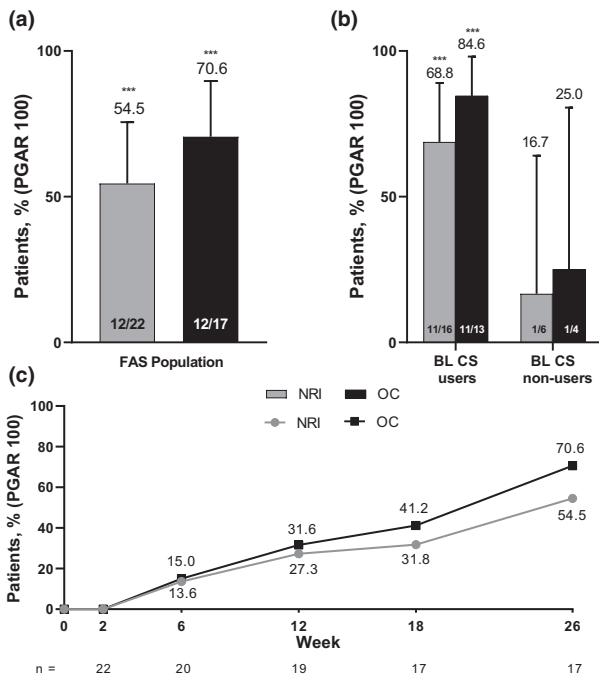 (a)
100
50
0
Patients, % (PGAR 100)
***
54.5
***
70.6
12/22
12/17
FAS Population
(b)
100
50
0
Patients, % (PGAR 100)
***
68.8
***
84.6
16.7
25.0
11/16
11/13
1/6
1/4
BL CS users
BL CS non-users
(c)
NRI
OC
NRI
OC
100
80
60
40
20
0
Patients, % (PGAR 100)
15.0
13.6
31.6
27.3
41.2
31.8
70.6
54.5
0 2 6 12 18 26
Week
n = 22 20 19 17 17